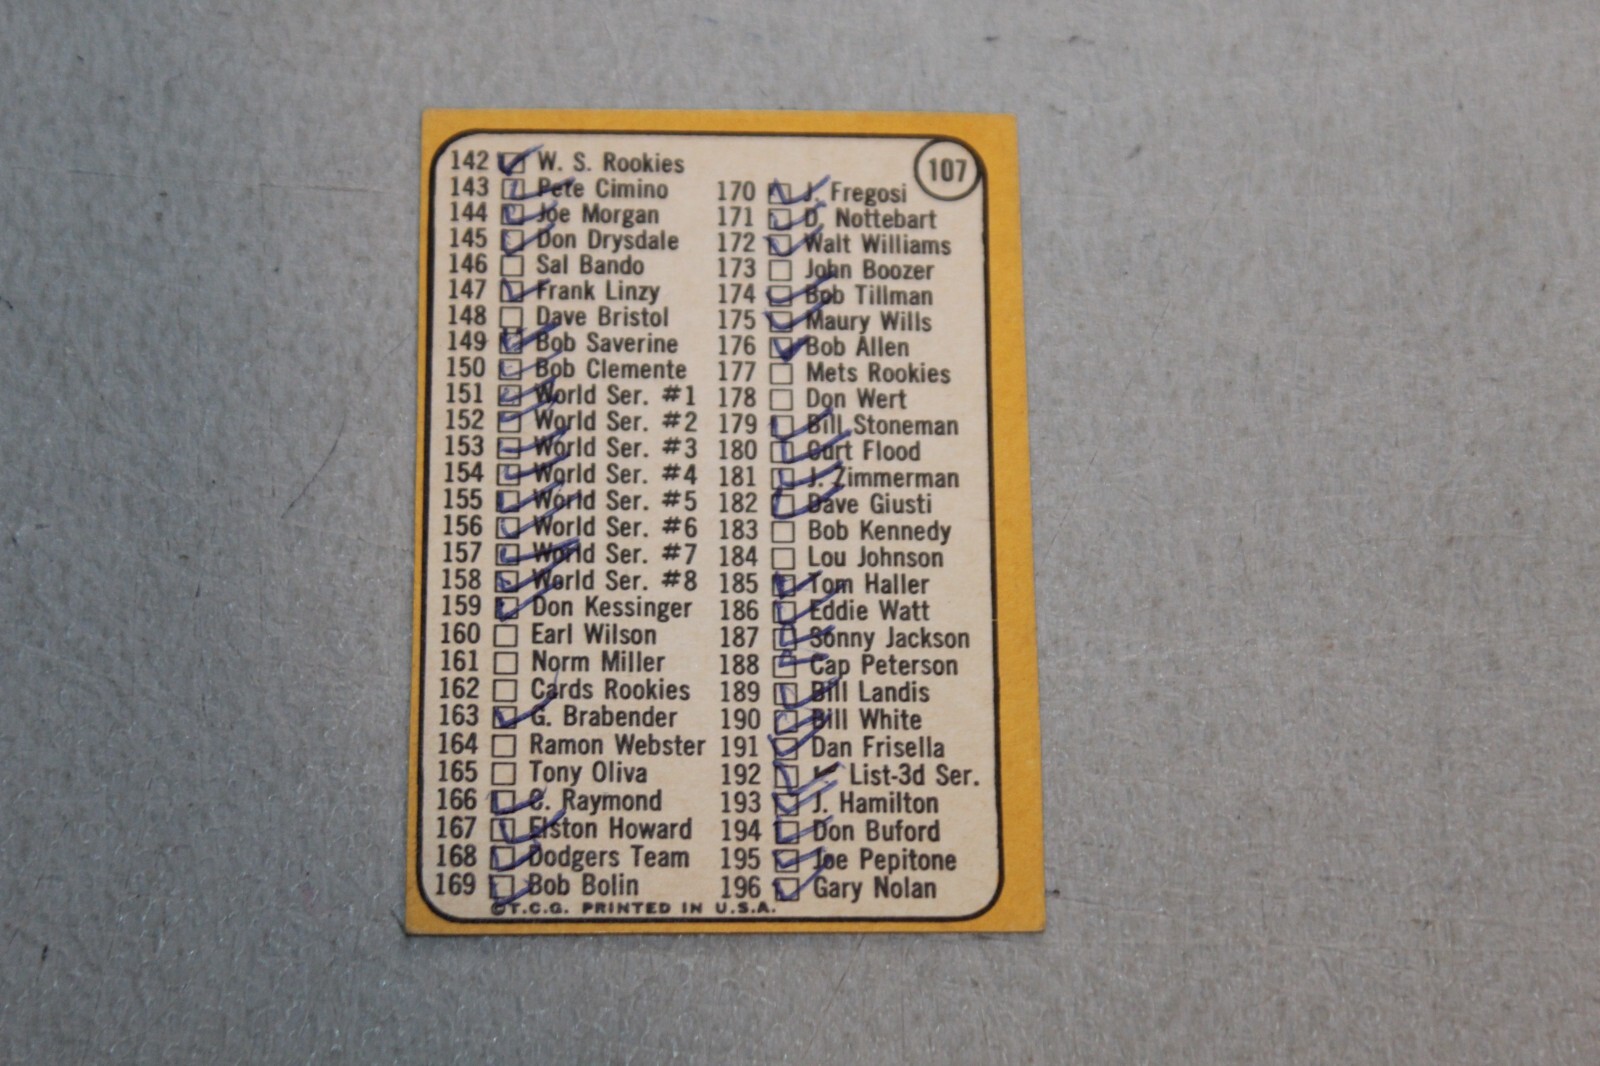 107
142 W. S. Rookies
143 Pete Cimino
144 Joe Morgan
145 Don Drysdale
146 Sal Bando
147 Frank Linzy
148 Dave Bristol
149 Bob Saverine
150 Bob Clemente
151 World Ser. #1
152 World Ser. #2
153 World Ser. #3
154 World Ser. #4
155 World Ser. #5
156 World Ser. #6
157 World Ser. #7
158 World Ser. #8
159 Don Kessinger
160 Earl Wilson
161 Norm Miller
162 Cards Rookies
163 G. Brabender
164 Ramon Webster
165 Tony Oliva
166 C. Raymond
167 Elston Howard
168 Dodgers Team
169 Bob Bolin
170 J. Fregosi
171 D. Nottebart
172 Walt Williams
173 John Boozer
174 Bob Tillman
175 Maury Wills
176 Bob Allen
177 Mets Rookies
178 Don Wert
179 Bill Stoneman
180 Curt Flood
181 J. Zimmerman
182 Dave Giusti
183 Bob Kennedy
184 Lou Johnson
185 Tom Haller
186 Eddie Watt
187 Sonny Jackson
188 Cap Peterson
189 Bill Landis
190 Bill White
191 Dan Frisella
192 List-3d Ser.
193 J. Hamilton
194 Don Buford
195 Joe Pepitone
196 Gary Nolan
©T.C.G. PRINTED IN U.S.A.